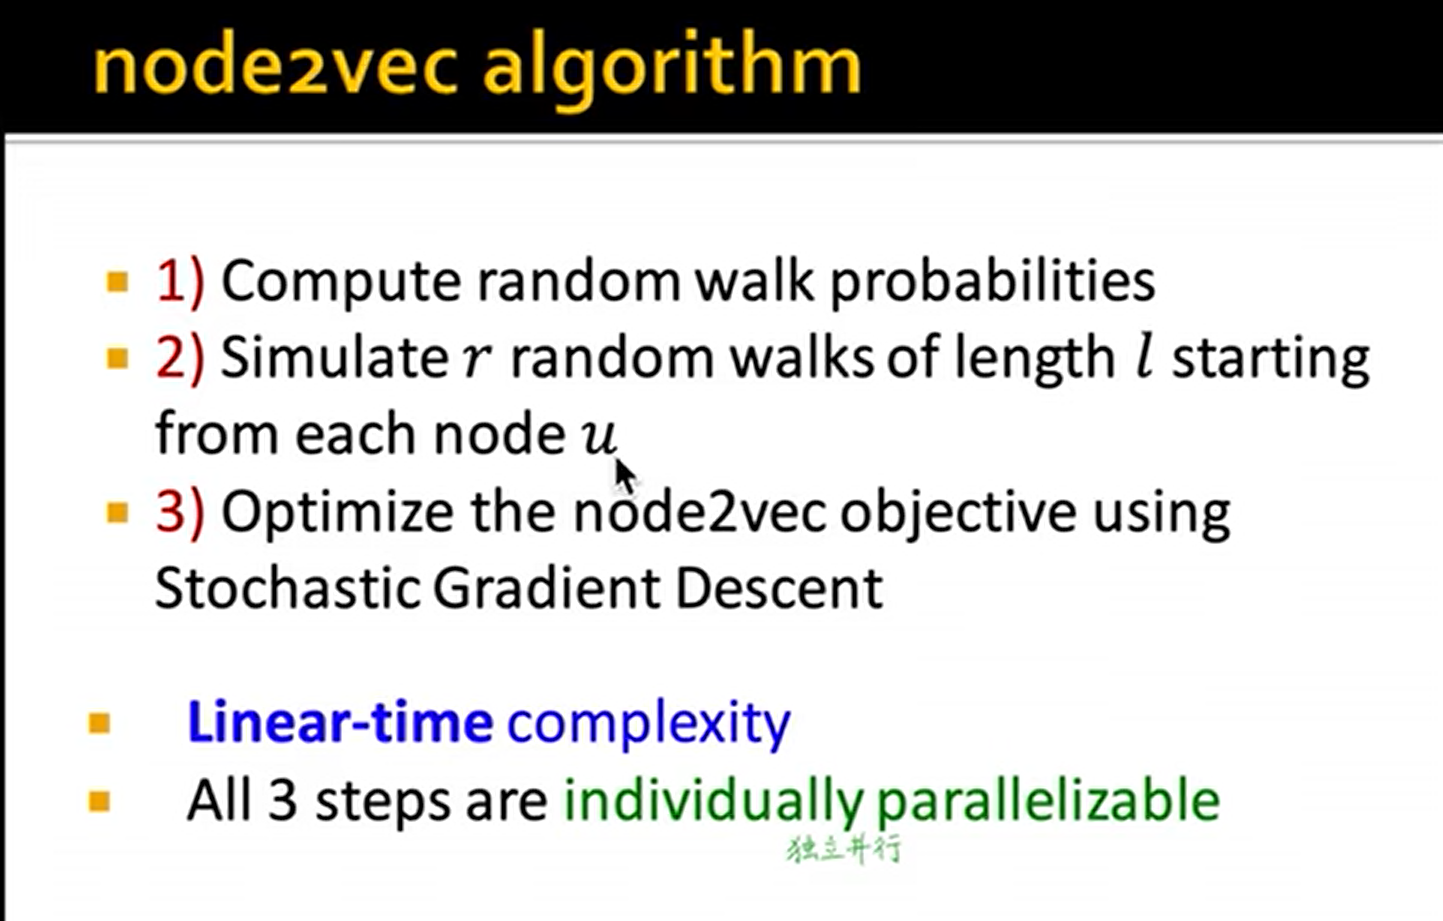 node2vec algorithm
1) Compute random walk probabilities
2) Simulate r random walks of length l starting
from each node u
3) Optimize the node2vec objective using
Stochastic Gradient Descent
Linear-time complexity
All 3 steps are individually parallelizable
独立并行